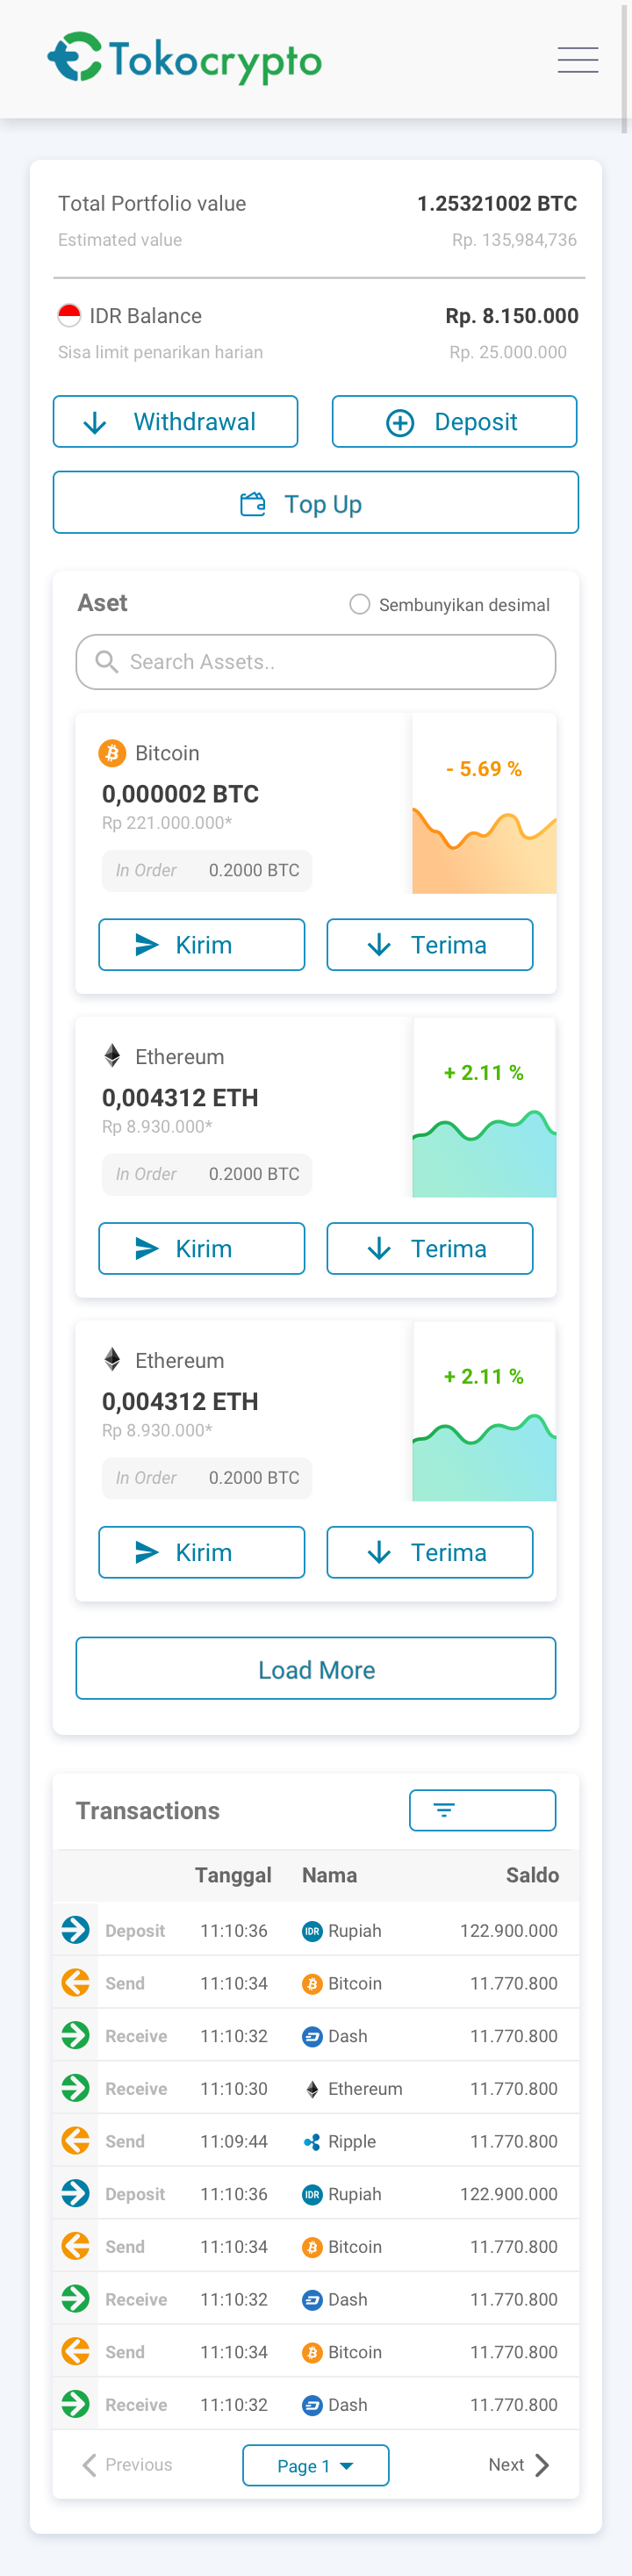 Tokocrypto
Total Portfolio value 1.25321002 BTC
Estimated value Rp. 135,984,736
IDR Balance Rp. 8.150.000
Sisa limit penarikan harian Rp. 25.000.000
Withdrawal Deposit
Top Up
Aset Sembunyikan desimal
Search Assets..
Bitcoin
- 5.69 %
0,000002 BTC
Rp 221.000.000*
In Order 0.2000 BTC
Kirim Terima
Ethereum
+ 2.11 %
0,004312 ETH
Rp 8.930.000*
In Order 0.2000 BTC
Kirim Terima
Ethereum
+ 2.11 %
0,004312 ETH
Rp 8.930.000*
In Order 0.2000 BTC
Kirim Terima
Load More
Transactions
Tanggal Nama Saldo
Deposit 11:10:36 IDR Rupiah 122.900.000
Send 11:10:34 Bitcoin 11.770.800
Receive 11:10:32 Dash 11.770.800
Receive 11:10:30 Ethereum 11.770.800
Send 11:09:44 Ripple 11.770.800
Deposit 11:10:36 IDR Rupiah 122.900.000
Send 11:10:34 Bitcoin 11.770.800
Receive 11:10:32 Dash 11.770.800
Send 11:10:34 Bitcoin 11.770.800
Receive 11:10:32 Dash 11.770.800
Previous Page 1 Next